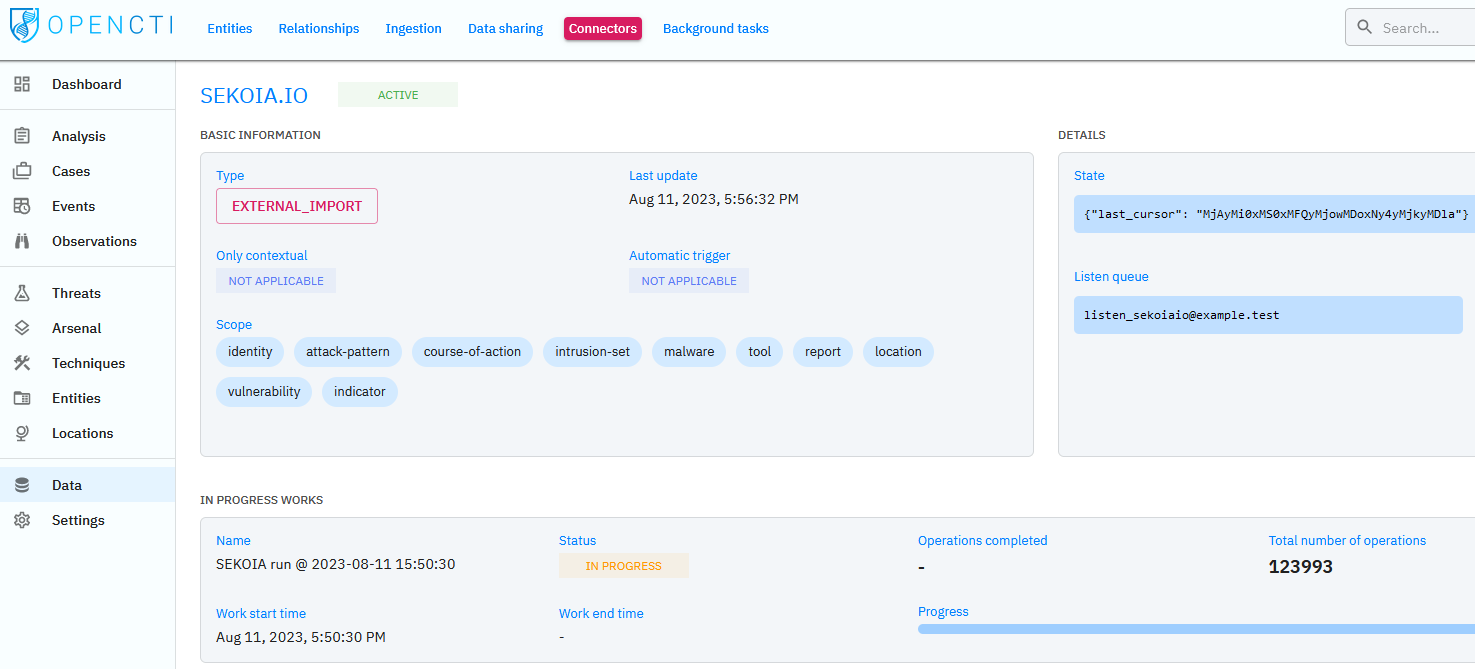 OPENCTI
Entities Relationships Ingestion Data sharing Connectors Background tasks Search...
Dashboard
Analysis
Cases
Events
Observations
Threats
Arsenal
Techniques
Entities
Locations
Data
Settings
SEKOIA.IO ACTIVE
BASIC INFORMATION
Type
EXTERNAL_IMPORT
Last update
Aug 11, 2023, 5:56:32 PM
Only contextual
NOT APPLICABLE
Automatic trigger
NOT APPLICABLE
Scope
identity attack-pattern course-of-action intrusion-set malware tool report location
vulnerability indicator
DETAILS
State
{"last_cursor": "MjAyMi0xMS0xMFQyMjowMDoxNy4yMjkyMDla"}
Listen queue
listen_sekoiaio@example.test
IN PROGRESS WORKS
Name
SEKOIA run @ 2023-08-11 15:50:30
Status
IN PROGRESS
Operations completed
-
Total number of operations
123993
Work start time
Aug 11, 2023, 5:50:30 PM
Work end time
-
Progress